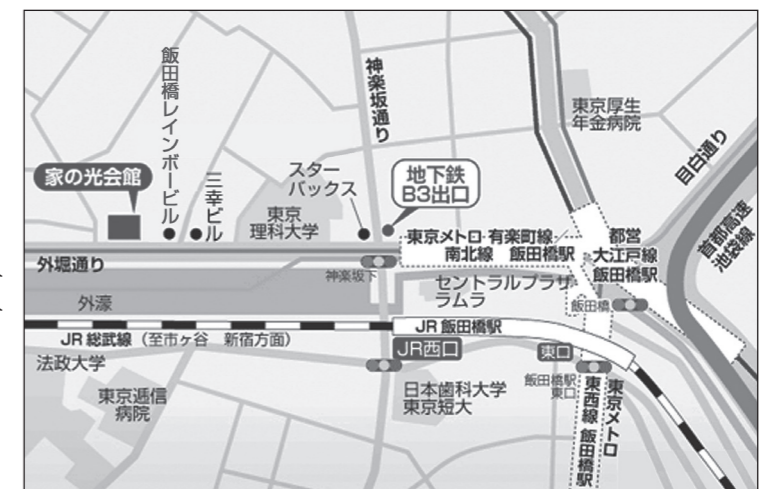 飯田橋レインボービル
神楽坂通り
東京厚生
年金病院
目白通り
家の光会館
三幸ビル
スター
バックス
地下鉄
B3出口
東京
理科大学
首都高速
池袋線
東京メトロ 有楽町線
南北線 飯田橋駅
都営
大江戸線
飯田橋駅
外堀通り
神楽坂下
セントラルプラザ
ラムラ
飯田橋
外濠
JR 飯田橋駅
JR 総武線（至市ヶ谷 新宿方面）
JR西口
東口
法政大学
飯田橋駅
東口
東京逓信
病院
日本歯科大学
東京短大
東京メトロ
東西線 飯田橋駅